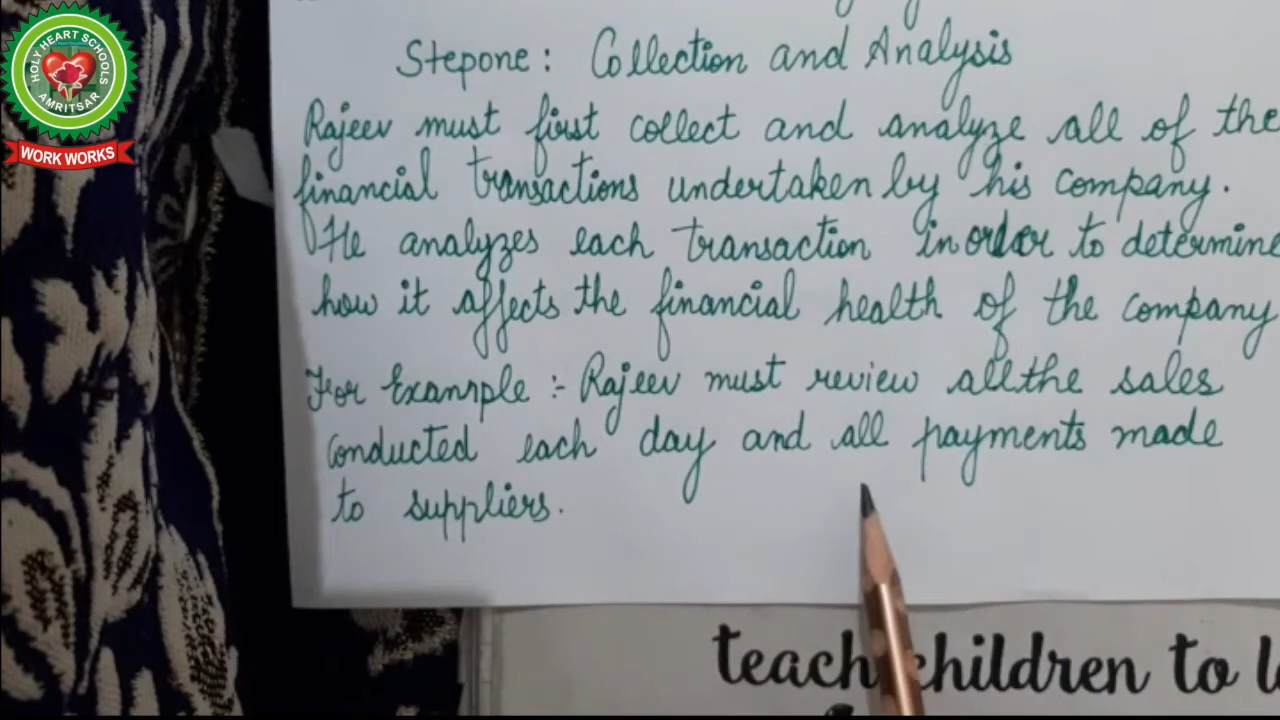 HOLY HEART SCHOOLS
AMRITSAR
WORK WORKS
Stepone: Collection and Analysis
Rajeev must first collect and analyze all of the
financial transactions undertaken by his company.
He analyzes each transaction inorder to determine
how it affects the financial health of the company
For Example :- Rajeev must review all the sales
conducted each day and all payments made
to suppliers.
teach children to